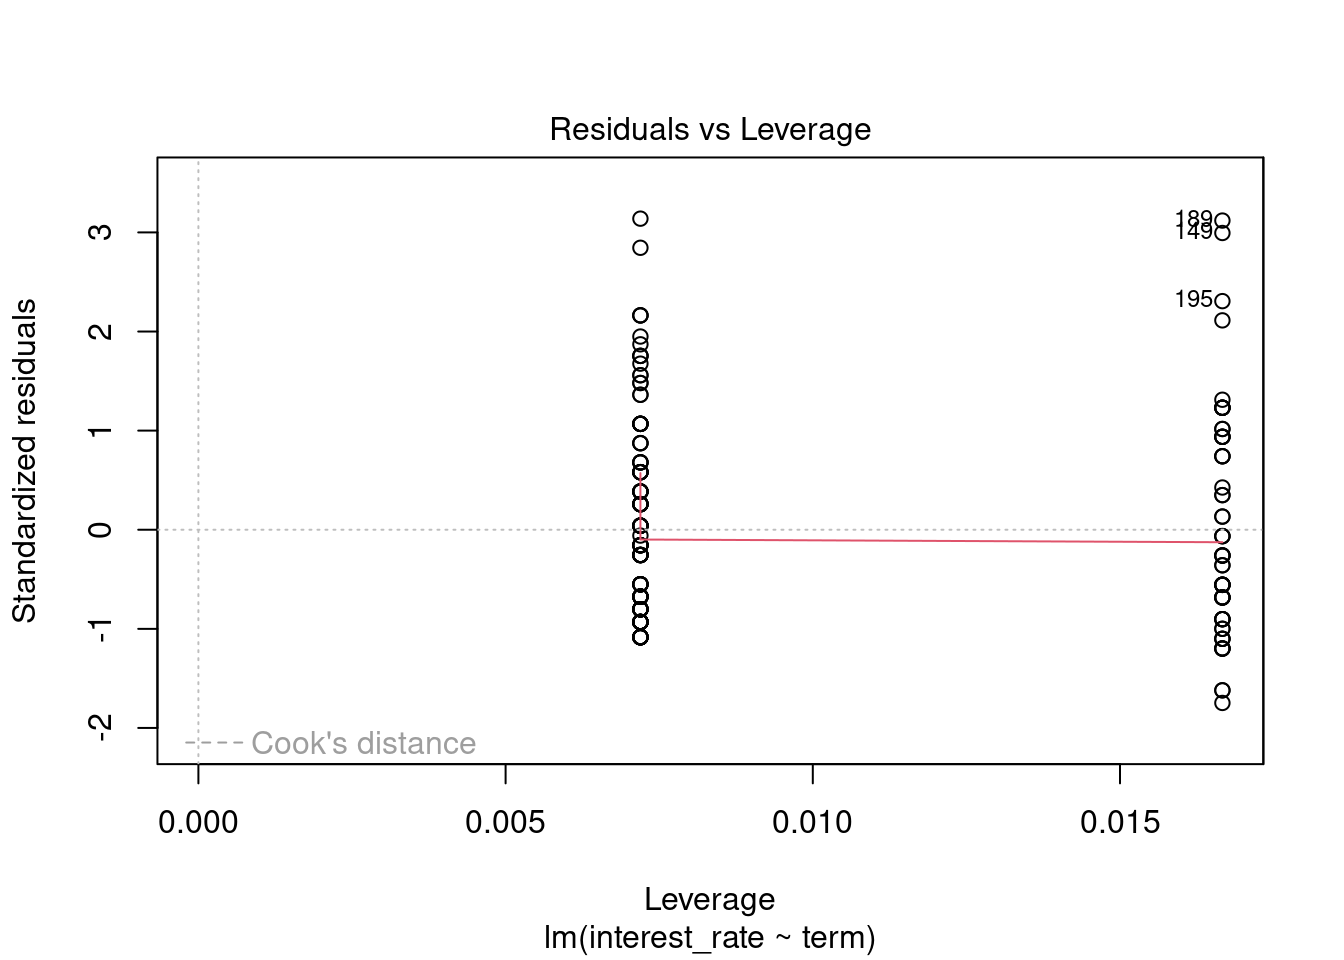 Residuals vs Leverage
Standardized residuals
3
2
1
0
-1
-2
189
149
195
Cook's distance
0.000 0.005 0.010 0.015
Leverage
lm(interest_rate ~ term)